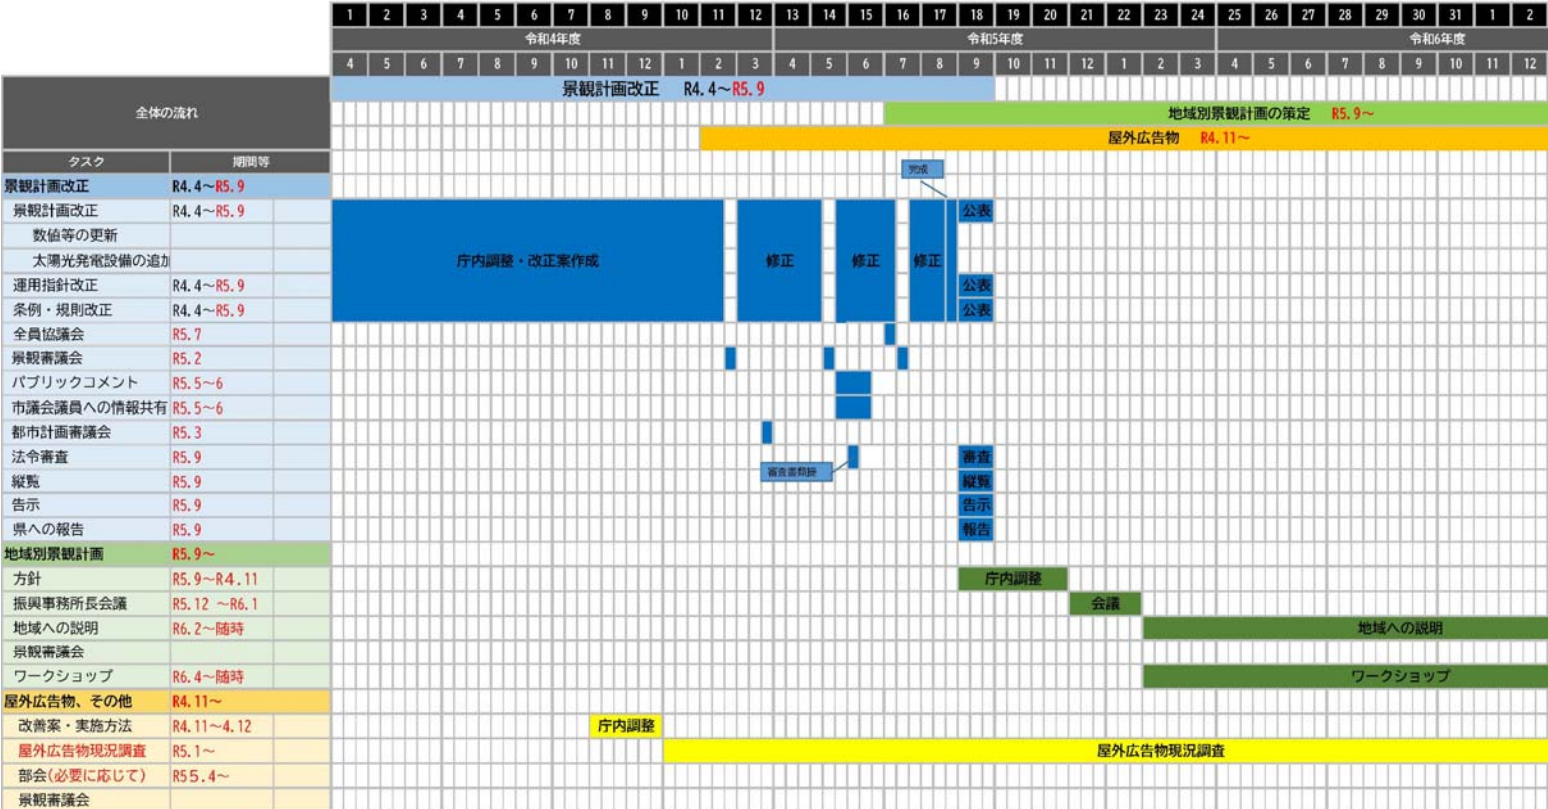 1 2 3 4 5 6 7 8 9 10 11 12 13 14 15 16 17 18 19 20 21 22 23 24 25 26 27 28 29 30 31 1 2
令和4年度 令和5年度 令和6年度
4 5 6 7 8 9 10 11 12 1 2 3 4 5 6 7 8 9 10 11 12 1 2 3 4 5 6 7 8 9 10 11 12
全体の流れ
景観計画改正 R4.4～R5.9
地域別景観計画の策定 R5.9～
屋外広告物 R4.11～
タスク 期間等
完成
景観計画改正 R4.4～R5.9
景観計画改正 R4.4～R5.9 公表
数値等の更新
太陽光発電設備の追加 庁内調整・改正案作成 修正 修正 修正
運用指針改正 R4.4～R5.9 公表
条例・規則改正 R4.4～R5.9 公表
全員協議会 R5.7
景観審議会 R5.2
パブリックコメント R5.5～6
市議会議員への情報共有 R5.5～6
都市計画審議会 R5.3
法令審査 R5.9 審査
審査書類提
縦覧 R5.9 縦覧
告示 R5.9 告示
県への報告 R5.9 報告
地域別景観計画 R5.9～
方針 R5.9～R4.11 庁内調整
振興事務所長会議 R5.12 ～R6.1 会議
地域への説明 R6.2～随時 地域への説明
景観審議会
ワークショップ R6.4～随時 ワークショップ
屋外広告物、その他 R4.11～
改善案・実施方法 R4.11～4.12 庁内調整
屋外広告物現況調査 R5.1～ 屋外広告物現況調査
部会(必要に応じて) R55.4～
景観審議会